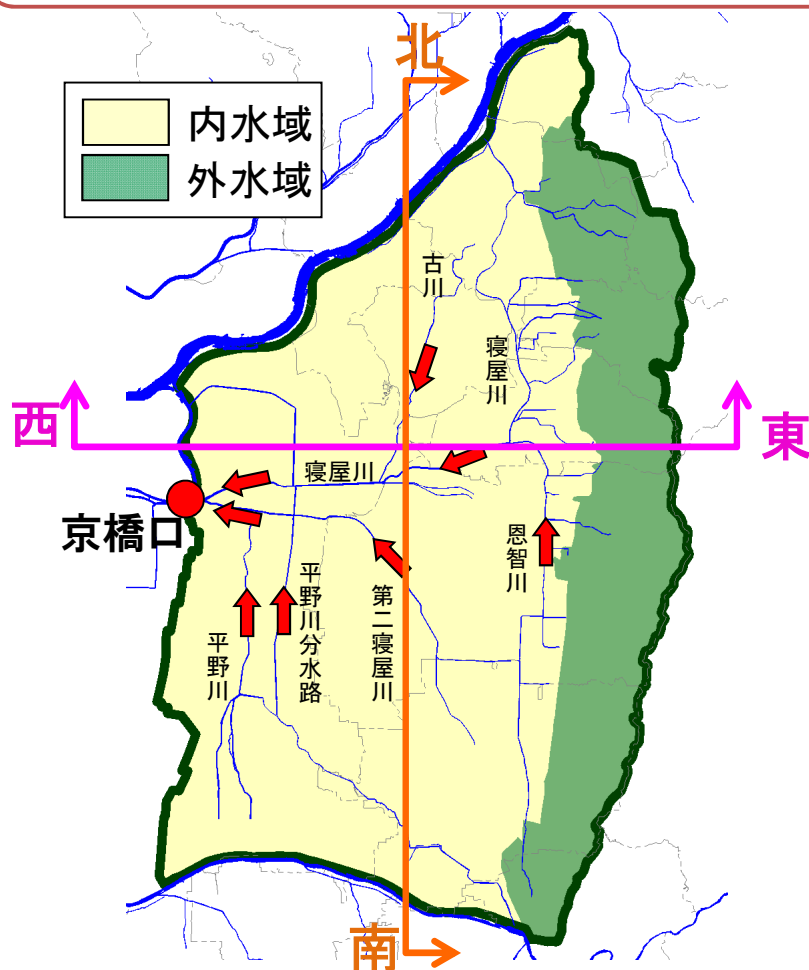 北
内水域
外水域
古川
寝屋川
西
東
寝屋川
京橋口
恩智川
平野川分水路
第二寝屋川
平野川
南